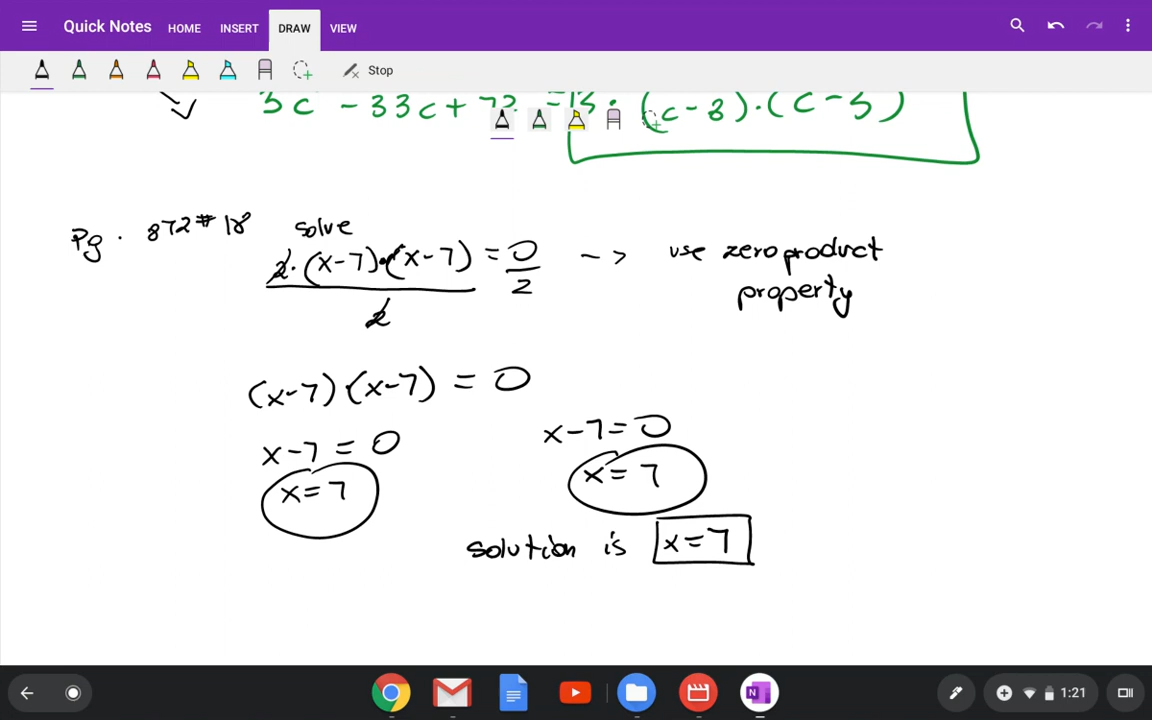 Quick Notes HOME INSERT DRAW VIEW
Stop
3c - 33c + 72 = (c-8)·(c-3)
Pg. 872 # 18 solve
2·(x-7)·(x-7) = 0 --> use zero product
2 2 property
(x-7)(x-7) = 0
x-7 = 0 x-7=0
x=7 x=7
solution is x=7
1:21